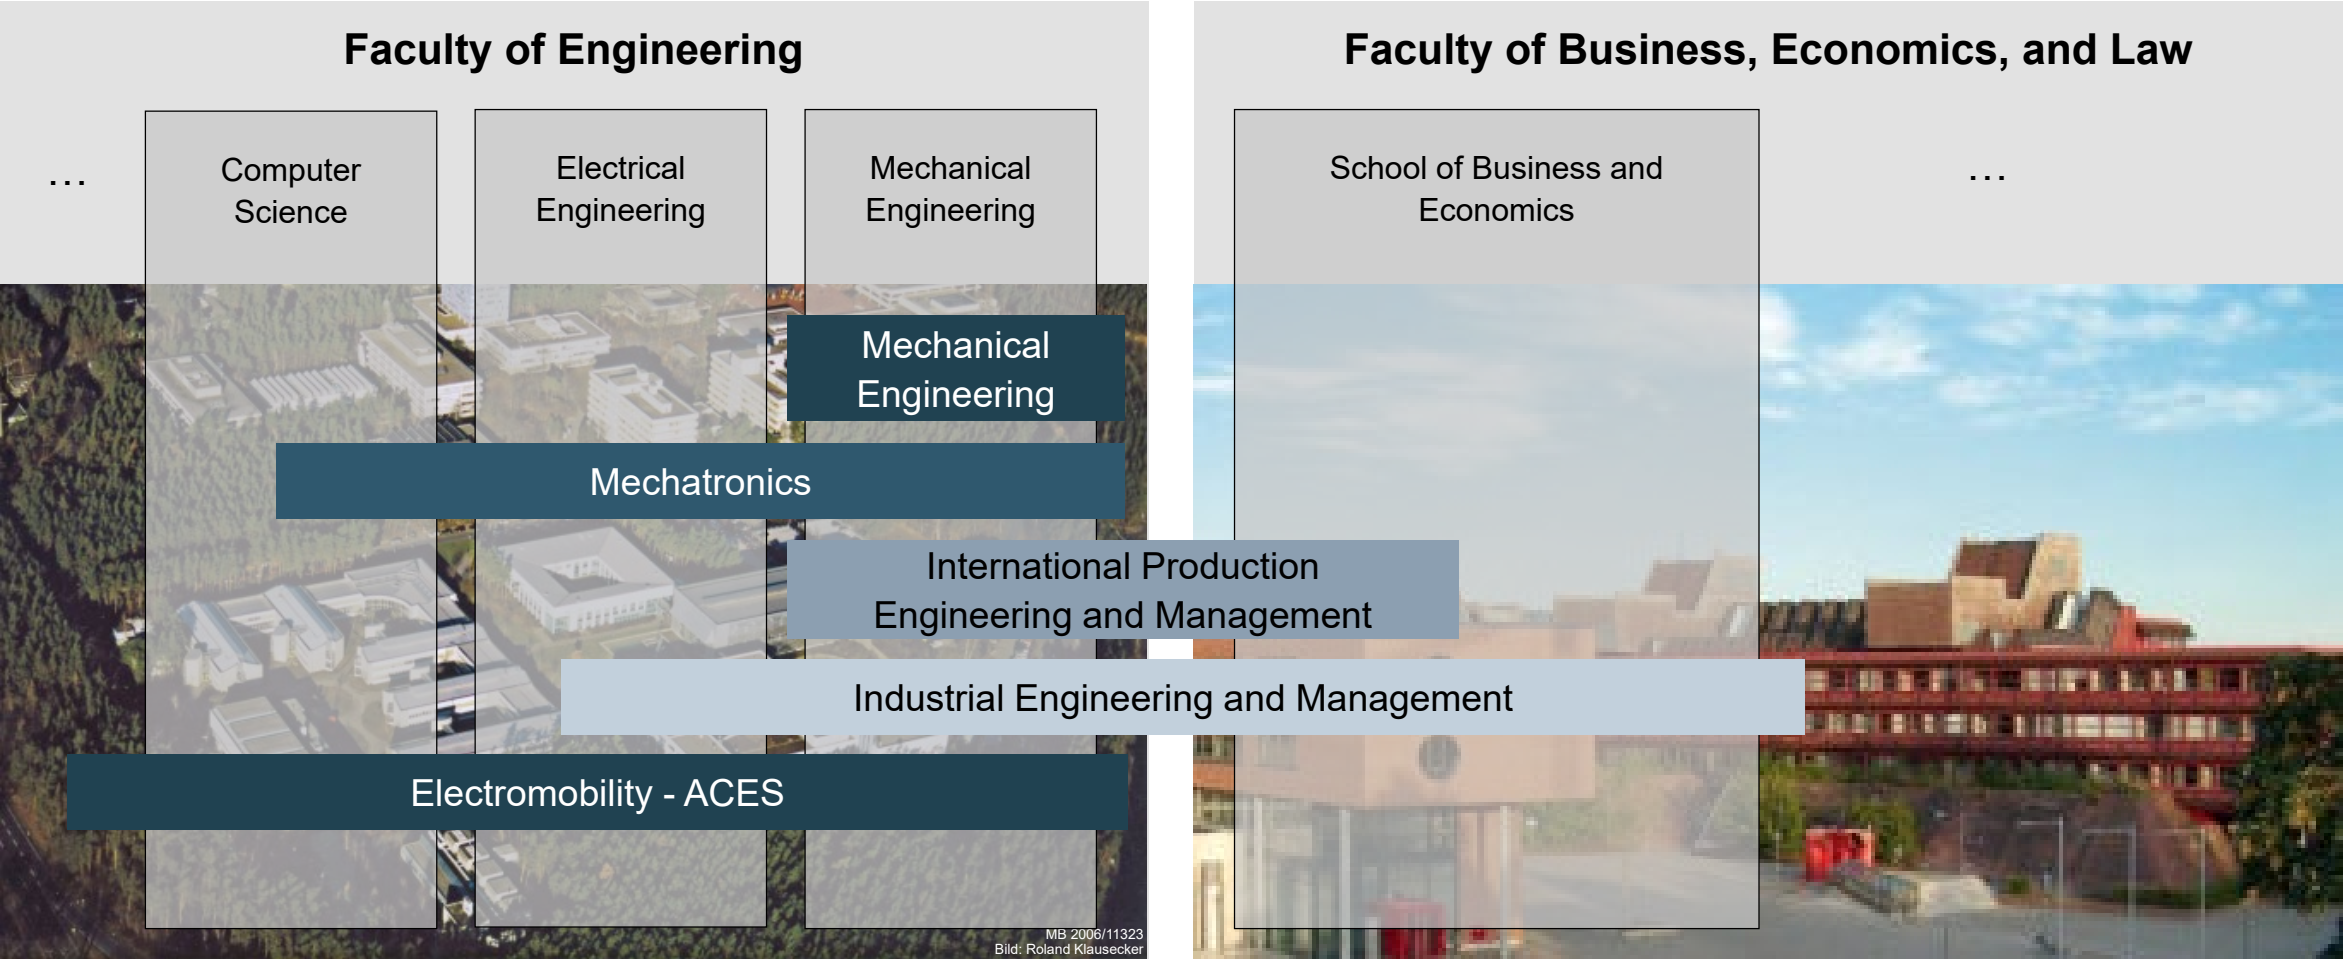 Faculty of Engineering
Faculty of Business, Economics, and Law
...
Computer
Science
Electrical
Engineering
Mechanical
Engineering
School of Business and
Economics
...
Mechanical
Engineering
Mechatronics
International Production
Engineering and Management
Industrial Engineering and Management
Electromobility - ACES
MB 2006/11323
Bild: Roland Klausecker